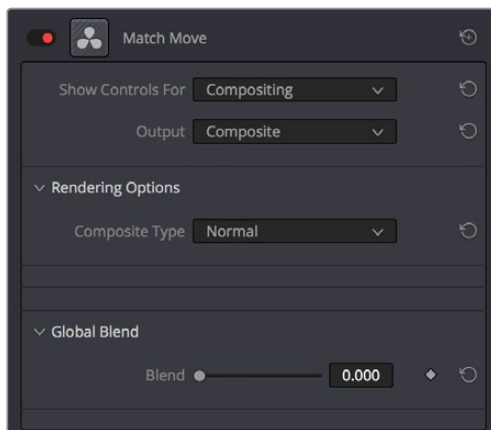 Match Move
Show Controls For Compositing
Output Composite
Rendering Options
Composite Type Normal
Global Blend
Blend 0.000